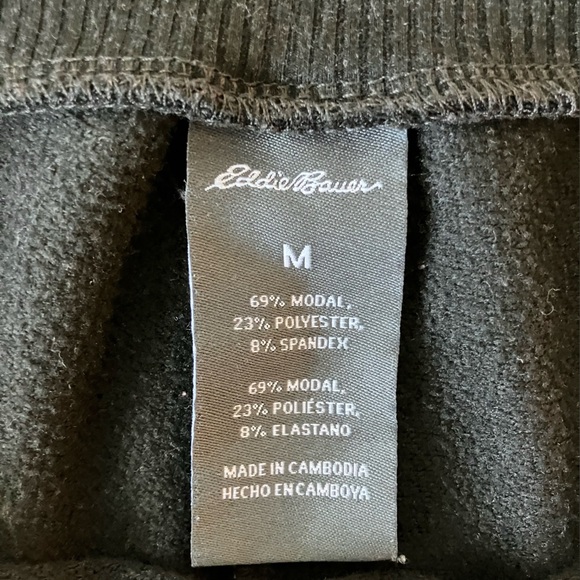 Eddie Bauer
M
69% MODAL,
23% POLYESTER,
8% SPANDEX
69% MODAL,
23% POLIÉSTER,
8% ELASTANO
MADE IN CAMBODIA
HECHO EN CAMBOYA